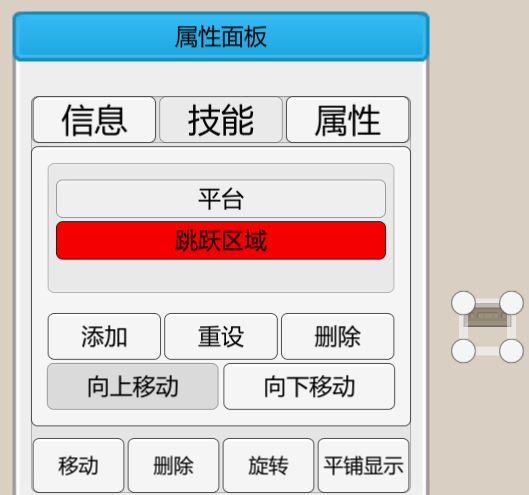 属性面板
信息 技能 属性
平台
跳跃区域
添加 重设 删除
向上移动 向下移动
移动 删除 旋转 平铺显示